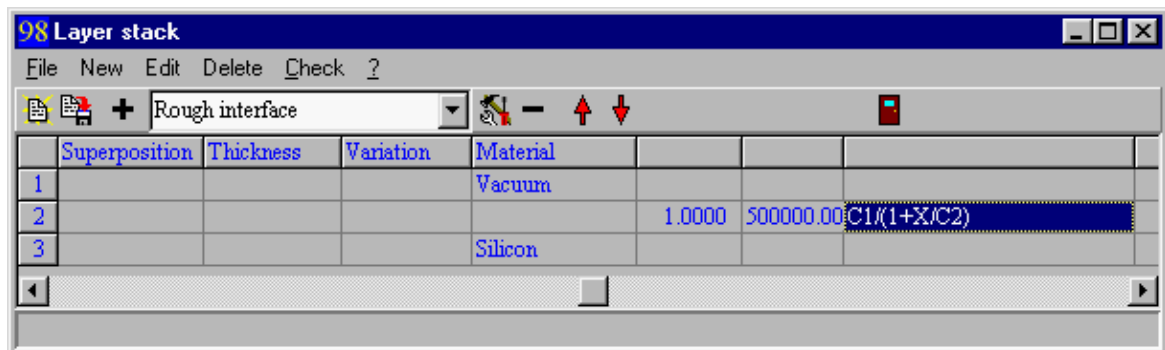 98 Layer stack
File New Edit Delete Check ?
Rough interface
Superposition Thickness Variation Material
1 Vacuum
2 1.0000 500000.00 C1/(1+X/C2)
3 Silicon